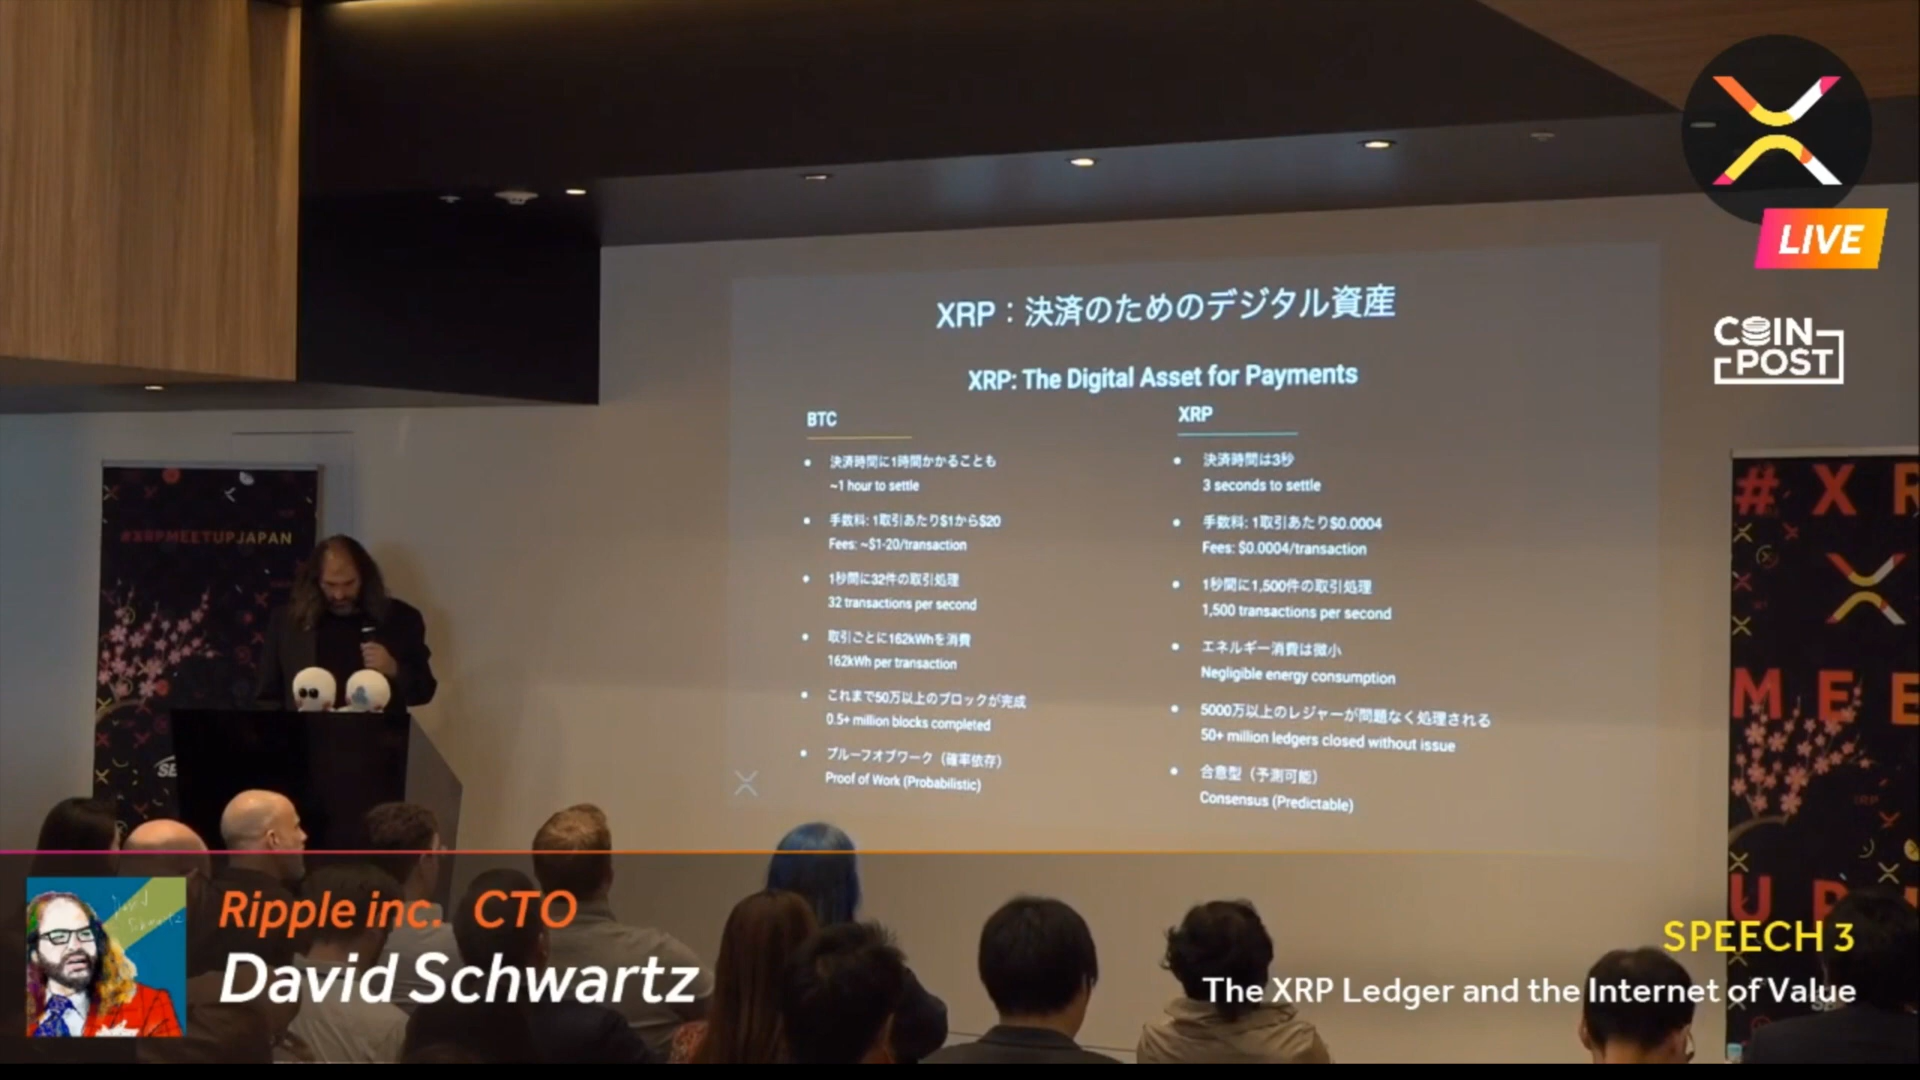 LIVE
COIN
POST
XRP：決済のためのデジタル資産
XRP: The Digital Asset for Payments
BTC
決済時間に1時間かかることも
~1 hour to settle
手数料: 1取引あたり$1から$20
Fees: ~$1-20/transaction
1秒間に32件の取引処理
32 transactions per second
取引ごとに162kWhを消費
162kWh per transaction
これまで50万以上のブロックが完成
0.5+ million blocks completed
プルーフオブワーク（確率依存）
Proof of Work (Probabilistic)
XRP
決済時間は3秒
3 seconds to settle
手数料: 1取引あたり$0.0004
Fees: $0.0004/transaction
1秒間に1,500件の取引処理
1,500 transactions per second
エネルギー消費は微小
Negligible energy consumption
5000万以上のレジャーが問題なく処理される
50+ million ledgers closed without issue
合意型（予測可能）
Consensus (Predictable)
#XRPMEETUPJAPAN
# X R
M E E
U P
Ripple inc. CTO
David Schwartz
SPEECH 3
The XRP Ledger and the Internet of Value